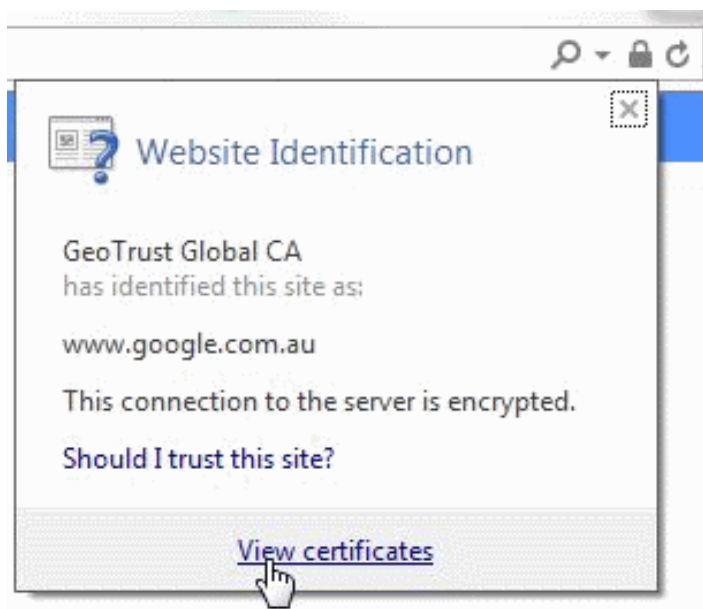 Website Identification
GeoTrust Global CA
has identified this site as:
www.google.com.au
This connection to the server is encrypted.
Should I trust this site?
View certificates